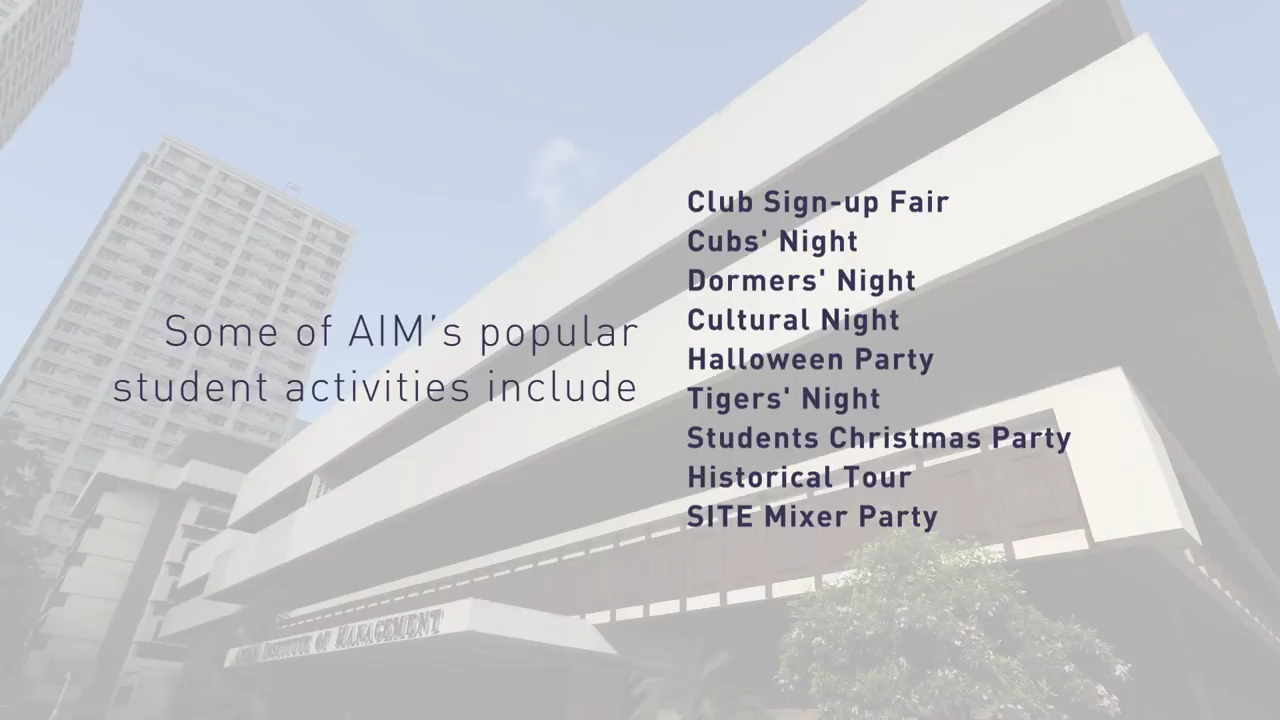 Some of AIM’s popular
student activities include
Club Sign-up Fair
Cubs' Night
Dormers' Night
Cultural Night
Halloween Party
Tigers' Night
Students Christmas Party
Historical Tour
SITE Mixer Party
INSTITUTE OF MANAGEMENT